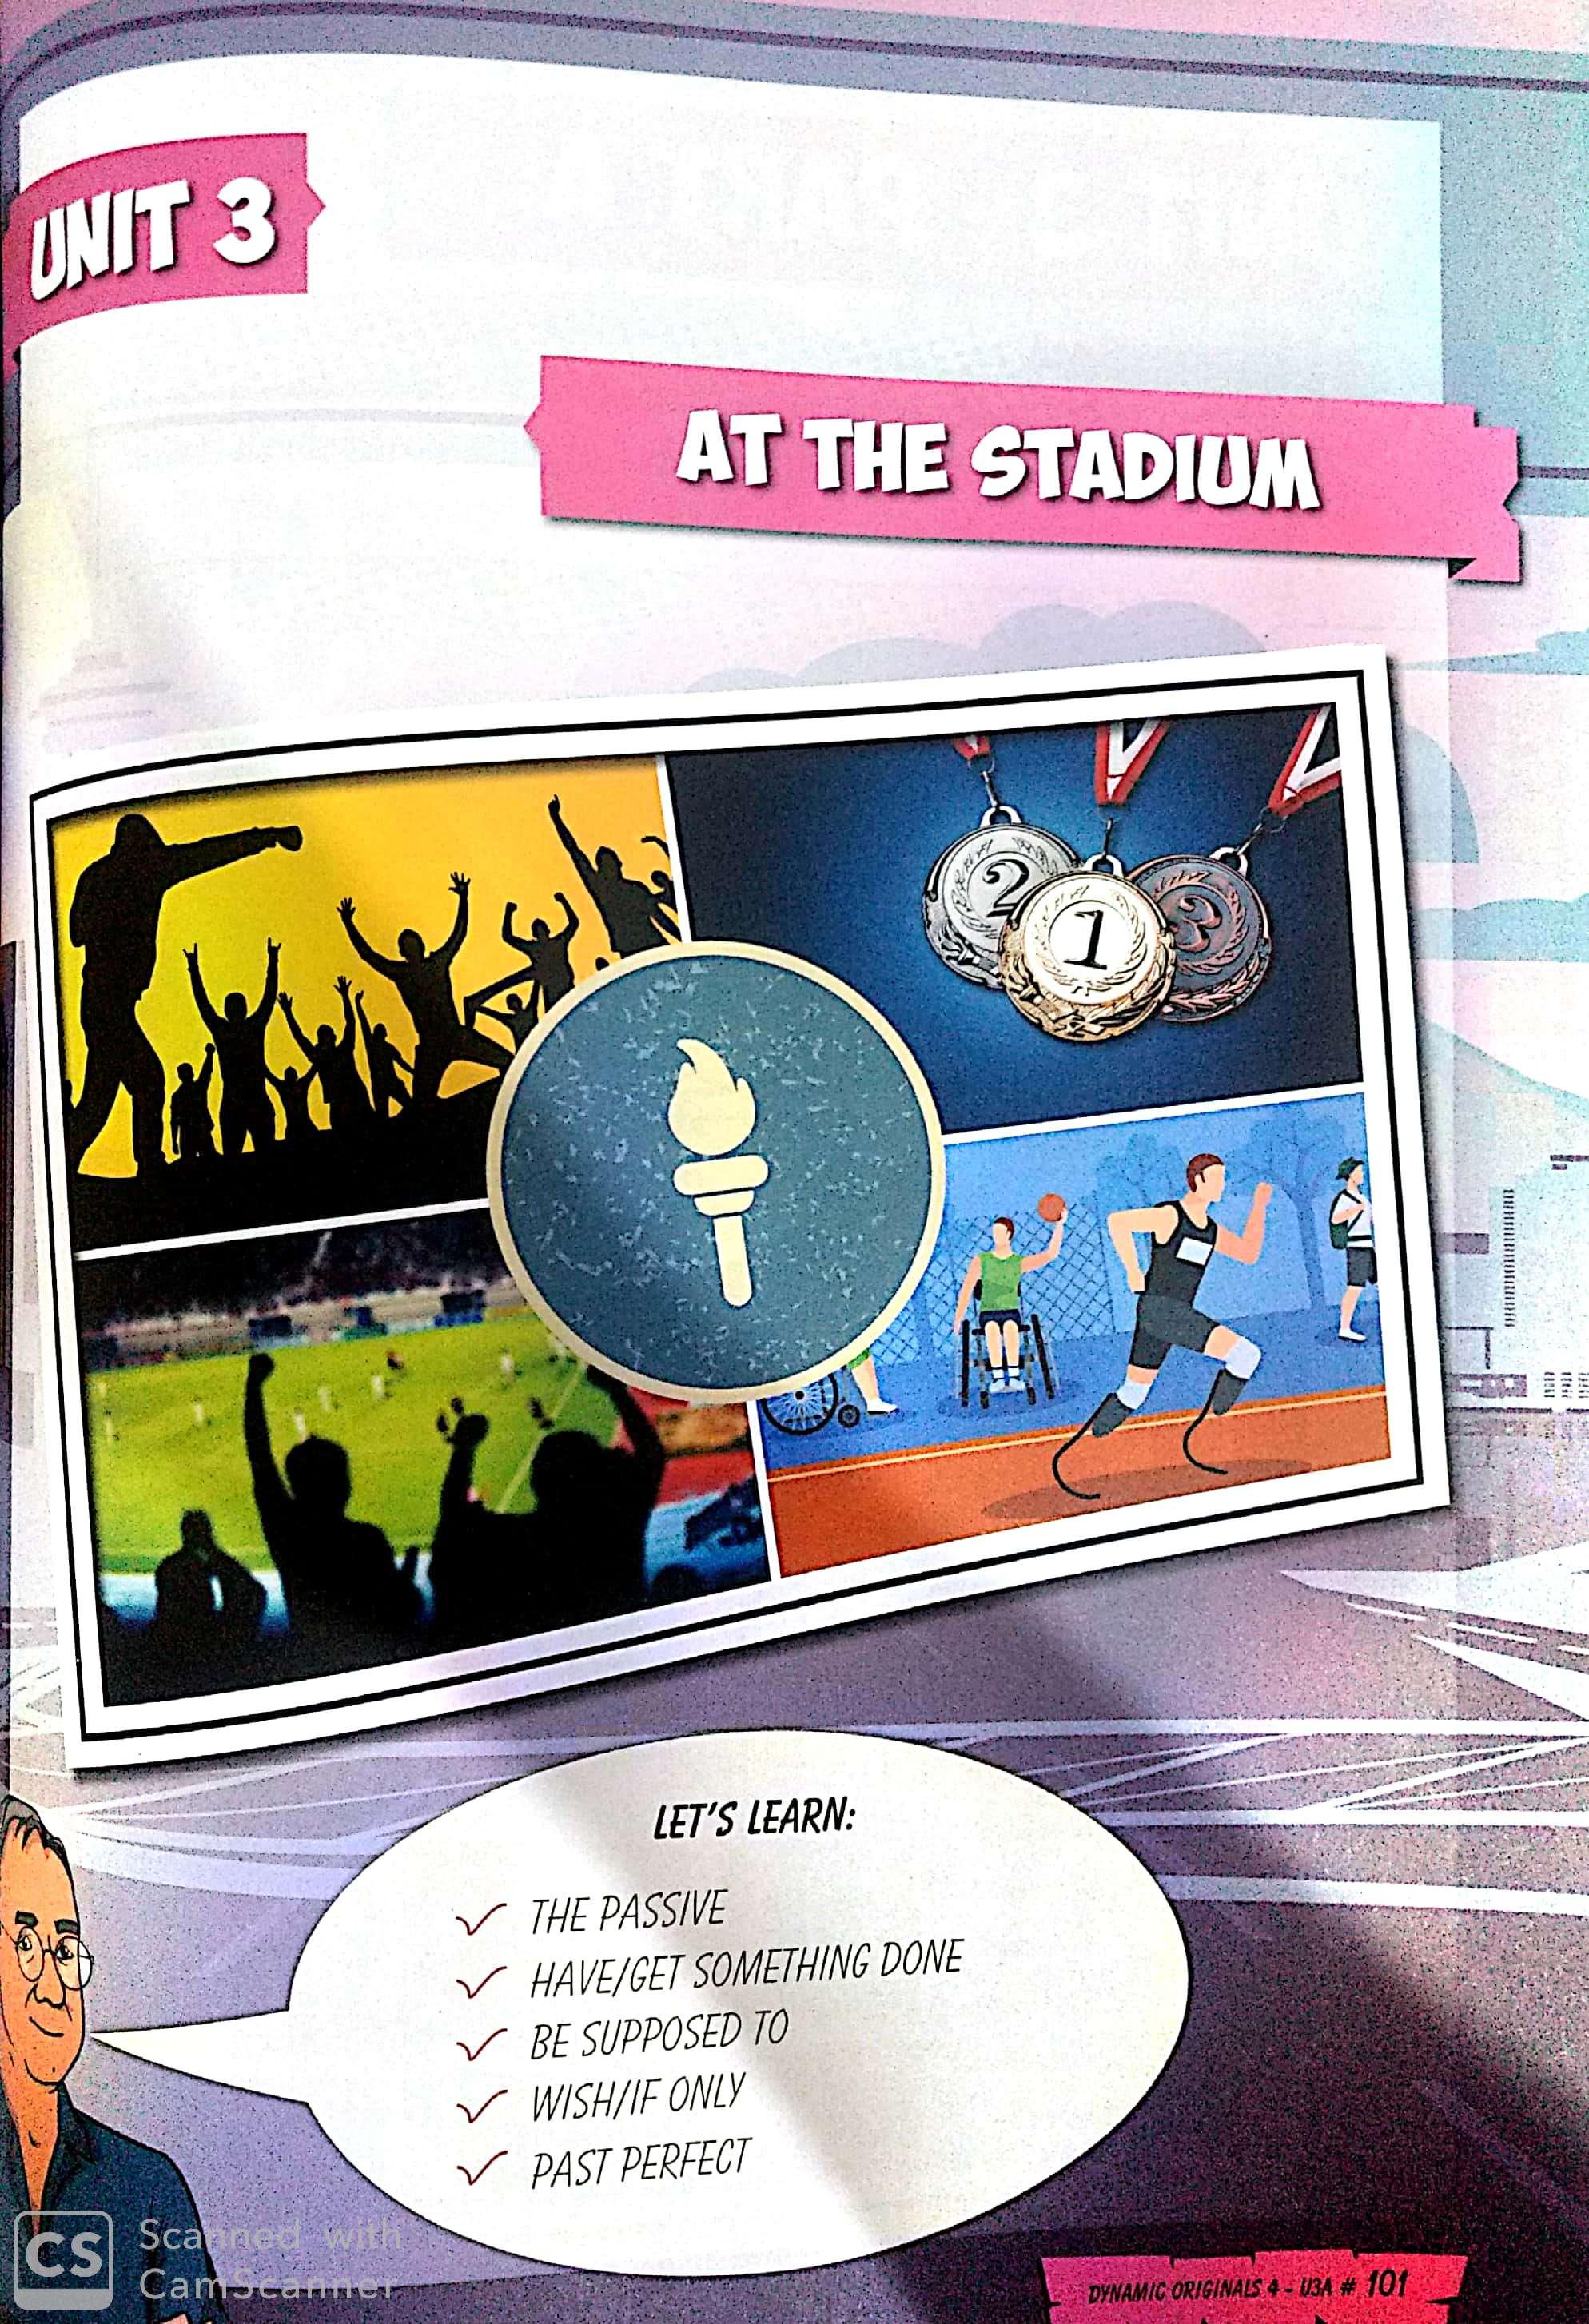 UNIT 3
AT THE STADIUM
2
1
3
LET'S LEARN:
THE PASSIVE
HAVE/GET SOMETHING DONE
BE SUPPOSED TO
WISH/IF ONLY
PAST PERFECT
CS Scanned with
CamScanner
DYNAMIC ORIGINALS 4 - U3A # 101